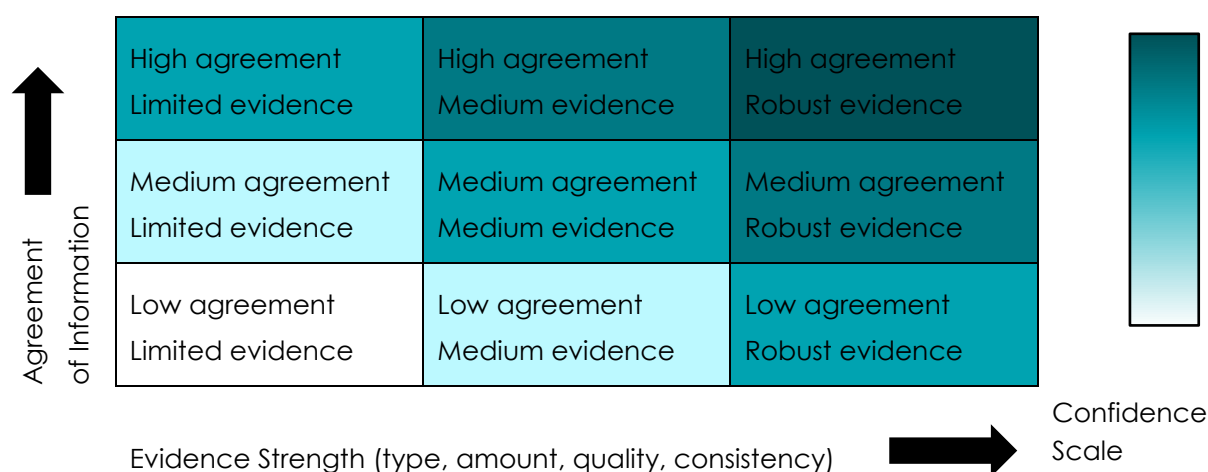 High agreement
Limited evidence
High agreement
Medium evidence
High agreement
Robust evidence
Medium agreement
Limited evidence
Medium agreement
Medium evidence
Medium agreement
Robust evidence
Low agreement
Limited evidence
Low agreement
Medium evidence
Low agreement
Robust evidence
Agreement
of Information
Evidence Strength (type, amount, quality, consistency)
Confidence
Scale